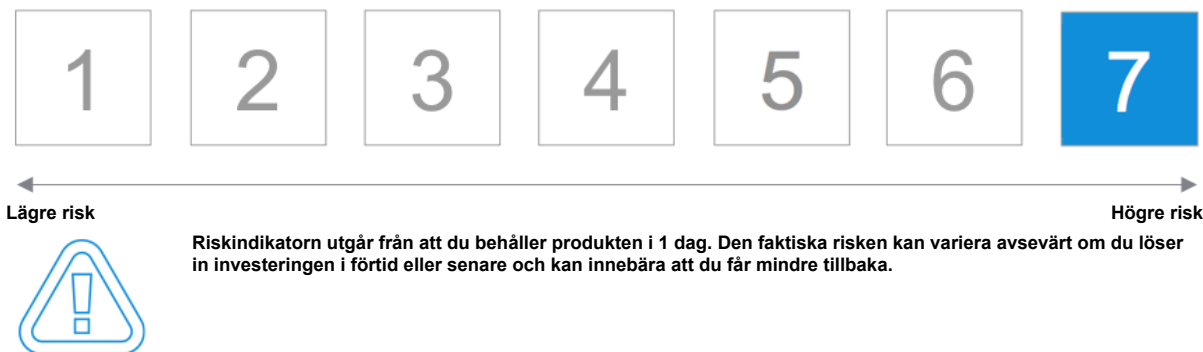 1 2 3 4 5 6 7
Lägre risk Högre risk
Riskindikatorn utgår från att du behåller produkten i 1 dag. Den faktiska risken kan variera avsevärt om du löser
in investeringen i förtid eller senare och kan innebära att du får mindre tillbaka.